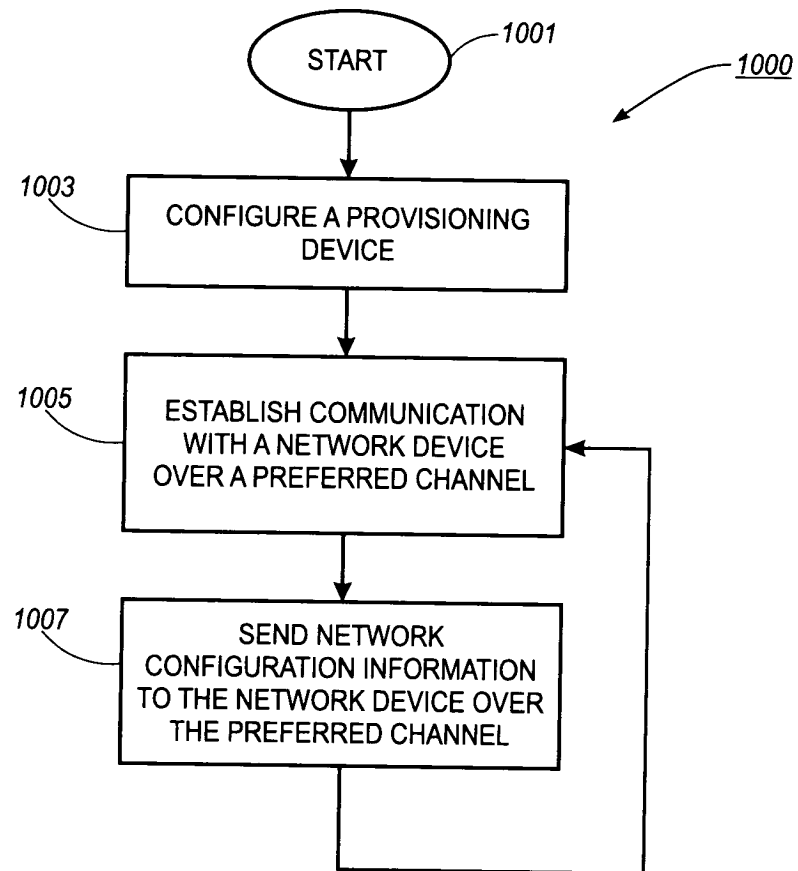 START
1001
1000
1003
CONFIGURE A PROVISIONING
DEVICE
1005
ESTABLISH COMMUNICATION
WITH A NETWORK DEVICE
OVER A PREFERRED CHANNEL
1007
SEND NETWORK
CONFIGURATION INFORMATION
TO THE NETWORK DEVICE OVER
THE PREFERRED CHANNEL